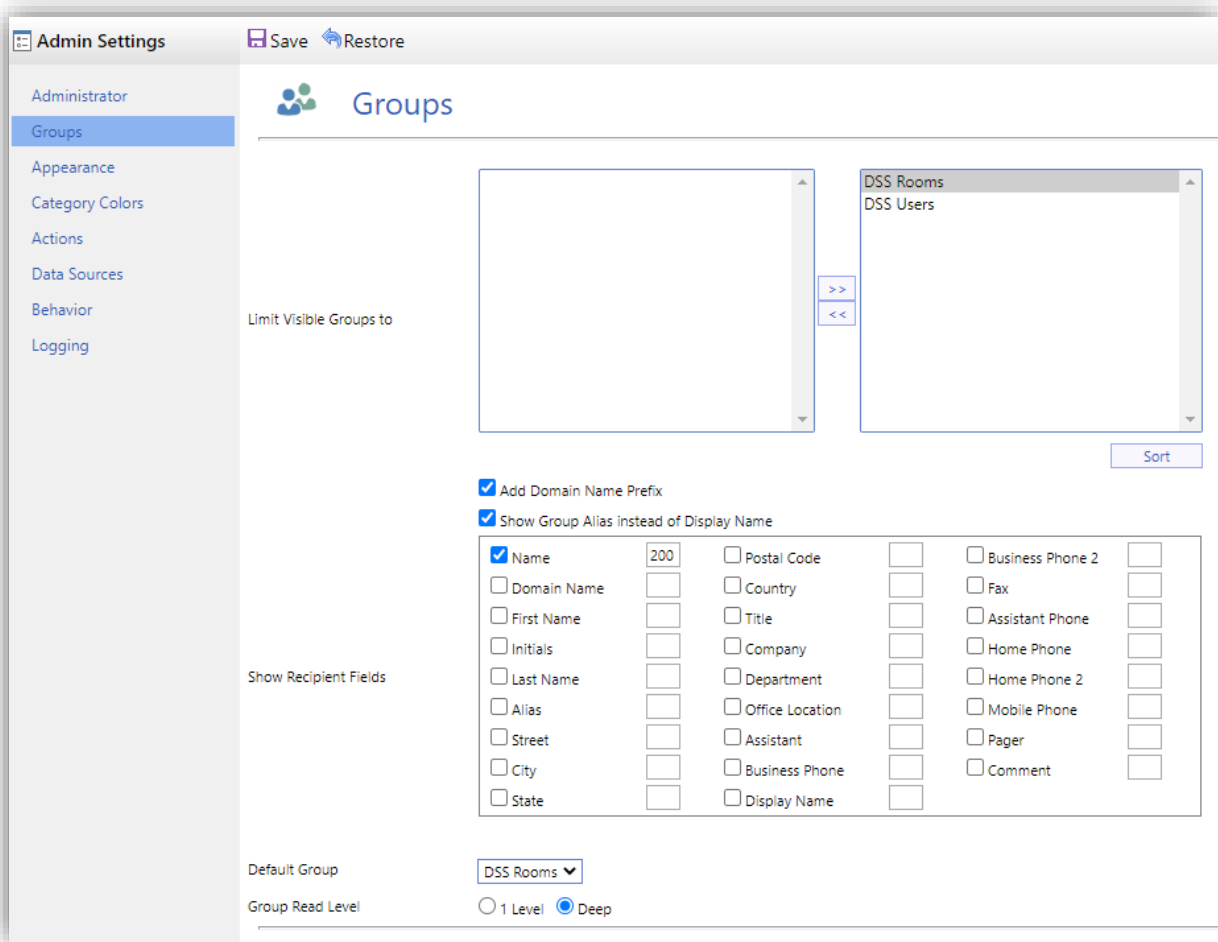 Admin Settings
Save Restore
Administrator
Groups
Appearance
Category Colors
Actions
Data Sources
Behavior
Logging
Groups
Limit Visible Groups to
>>
<<
DSS Rooms
DSS Users
Sort
Add Domain Name Prefix
Show Group Alias instead of Display Name
Show Recipient Fields
Name 200 Postal Code Business Phone 2
Domain Name Country Fax
First Name Title Assistant Phone
Initials Company Home Phone
Last Name Department Home Phone 2
Alias Office Location Mobile Phone
Street Assistant Pager
City Business Phone Comment
State Display Name
Default Group DSS Rooms
Group Read Level 1 Level Deep